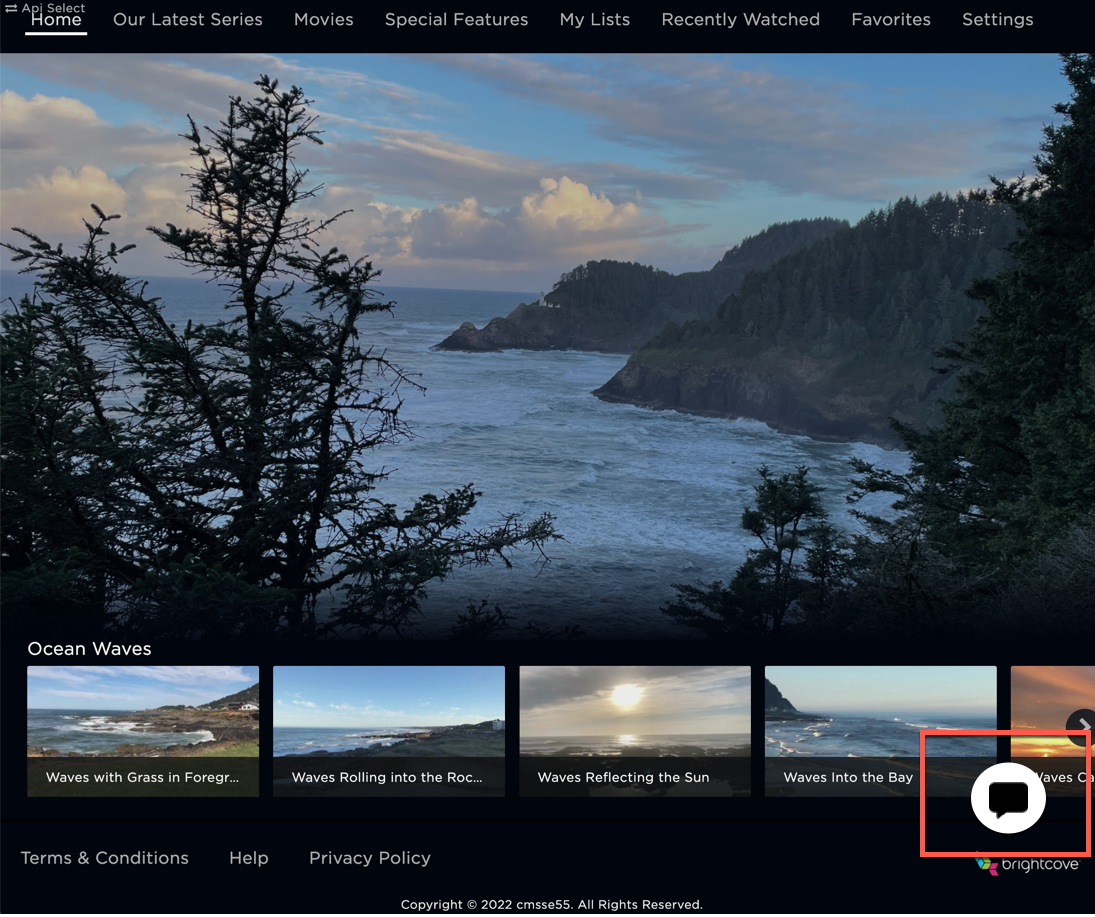 Api Select
Home Our Latest Series Movies Special Features My Lists Recently Watched Favorites Settings
Ocean Waves
Waves with Grass in Foregr... Waves Rolling into the Roc... Waves Reflecting the Sun Waves Into the Bay Waves Ca
Terms & Conditions Help Privacy Policy
brightcove
Copyright © 2022 cmsse55. All Rights Reserved.